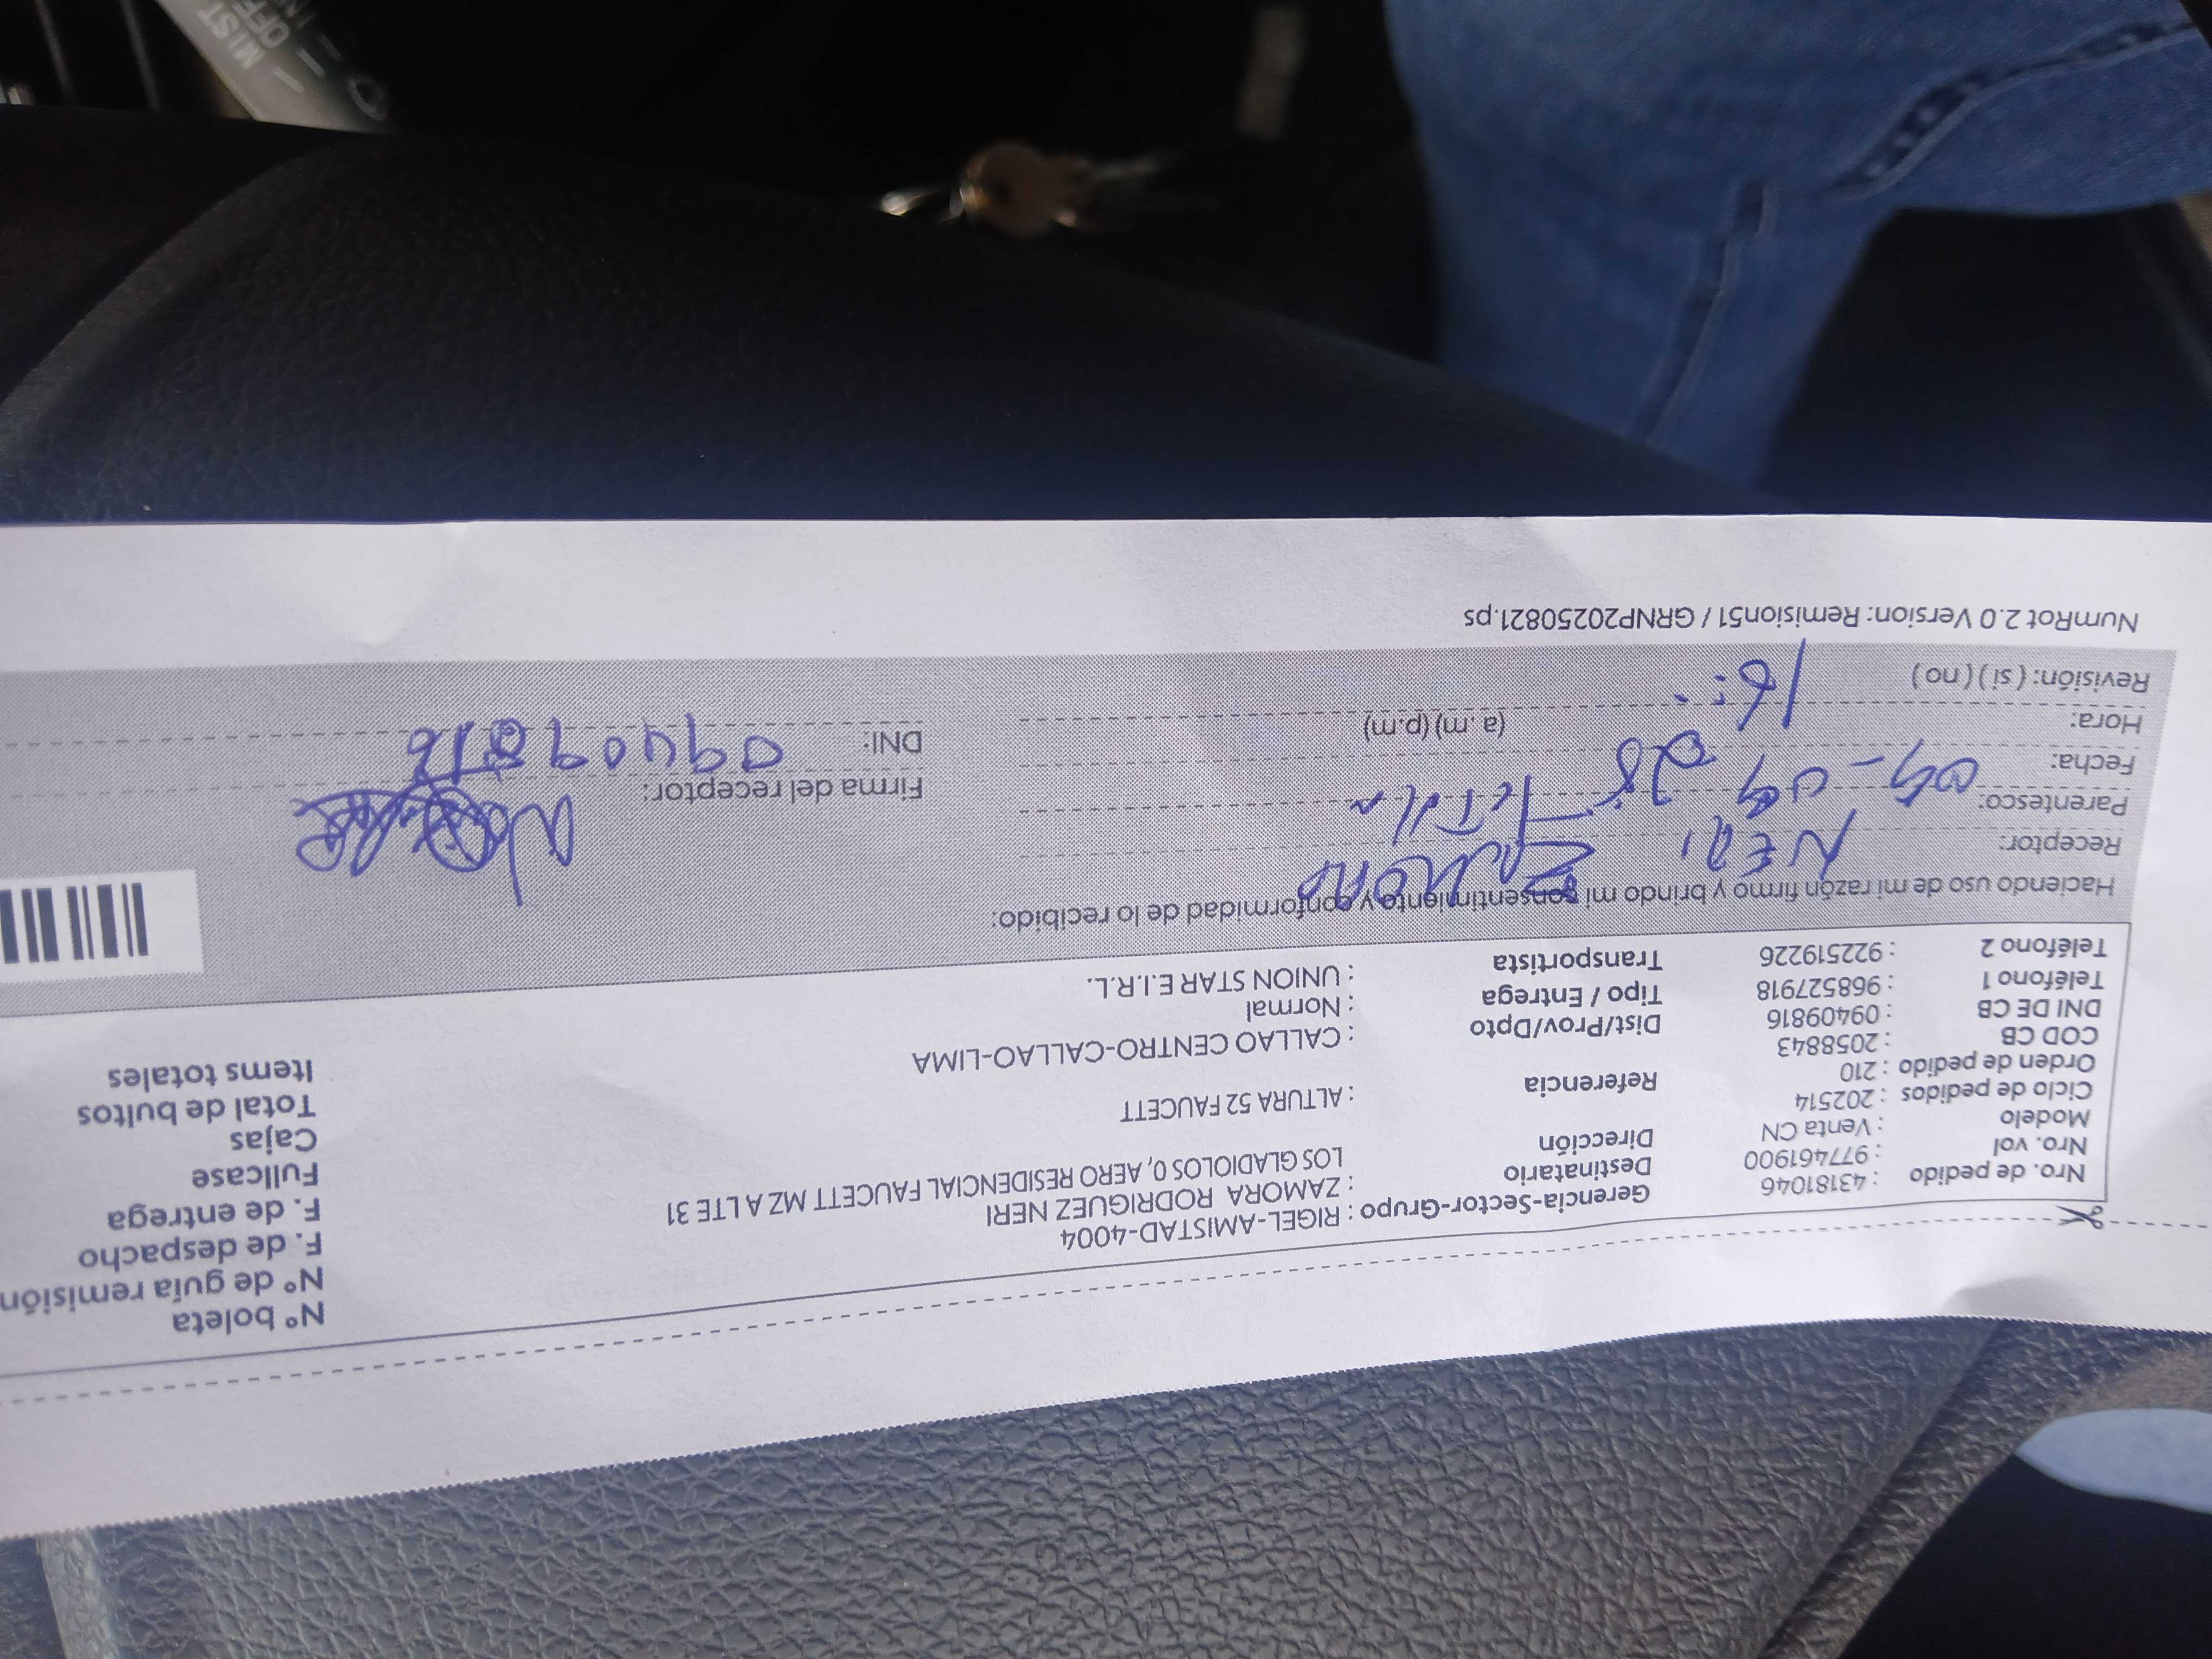 Nº boleta
Nº de guía remisión
F. de despacho
F. de entrega
Fullcase
Cajas
Total de bultos
Items totales
Nro. de pedido : 43181046
Nro. vol : 977461900
Modelo : Venta CN
Ciclo de pedidos : 202514
Orden de pedido : 210
COD CB : 2058843
DNI DE CB : 09409816
Teléfono 1 : 968527918
Teléfono 2 : 922519226
Gerencia-Sector-Grupo : RIGEL-AMISTAD-4004
Destinatario : ZAMORA RODRIGUEZ NERI
Dirección : LOS GLADIOLOS 0, AERO RESIDENCIAL FAUCETT MZ A LTE 31
Referencia : ALTURA 52 FAUCETT
Dist/Prov/Dpto : CALLAO CENTRO-CALLAO-LIMA
Tipo / Entrega : Normal
Transportista : UNION STAR E.I.R.L.
Haciendo uso de mi razón firmo y brindo mi consentimiento y conformidad de lo recibido:
Receptor: NERI ZAMORA
Parentesco: Titular
Fecha:
Hora: (a.m) (p.m)
Revisión: ( si ) ( no )
Firma del receptor:
DNI: 09409816
NumRot 2.0 Version: Remision51 / GRNP20250821.ps
MIST
OFF